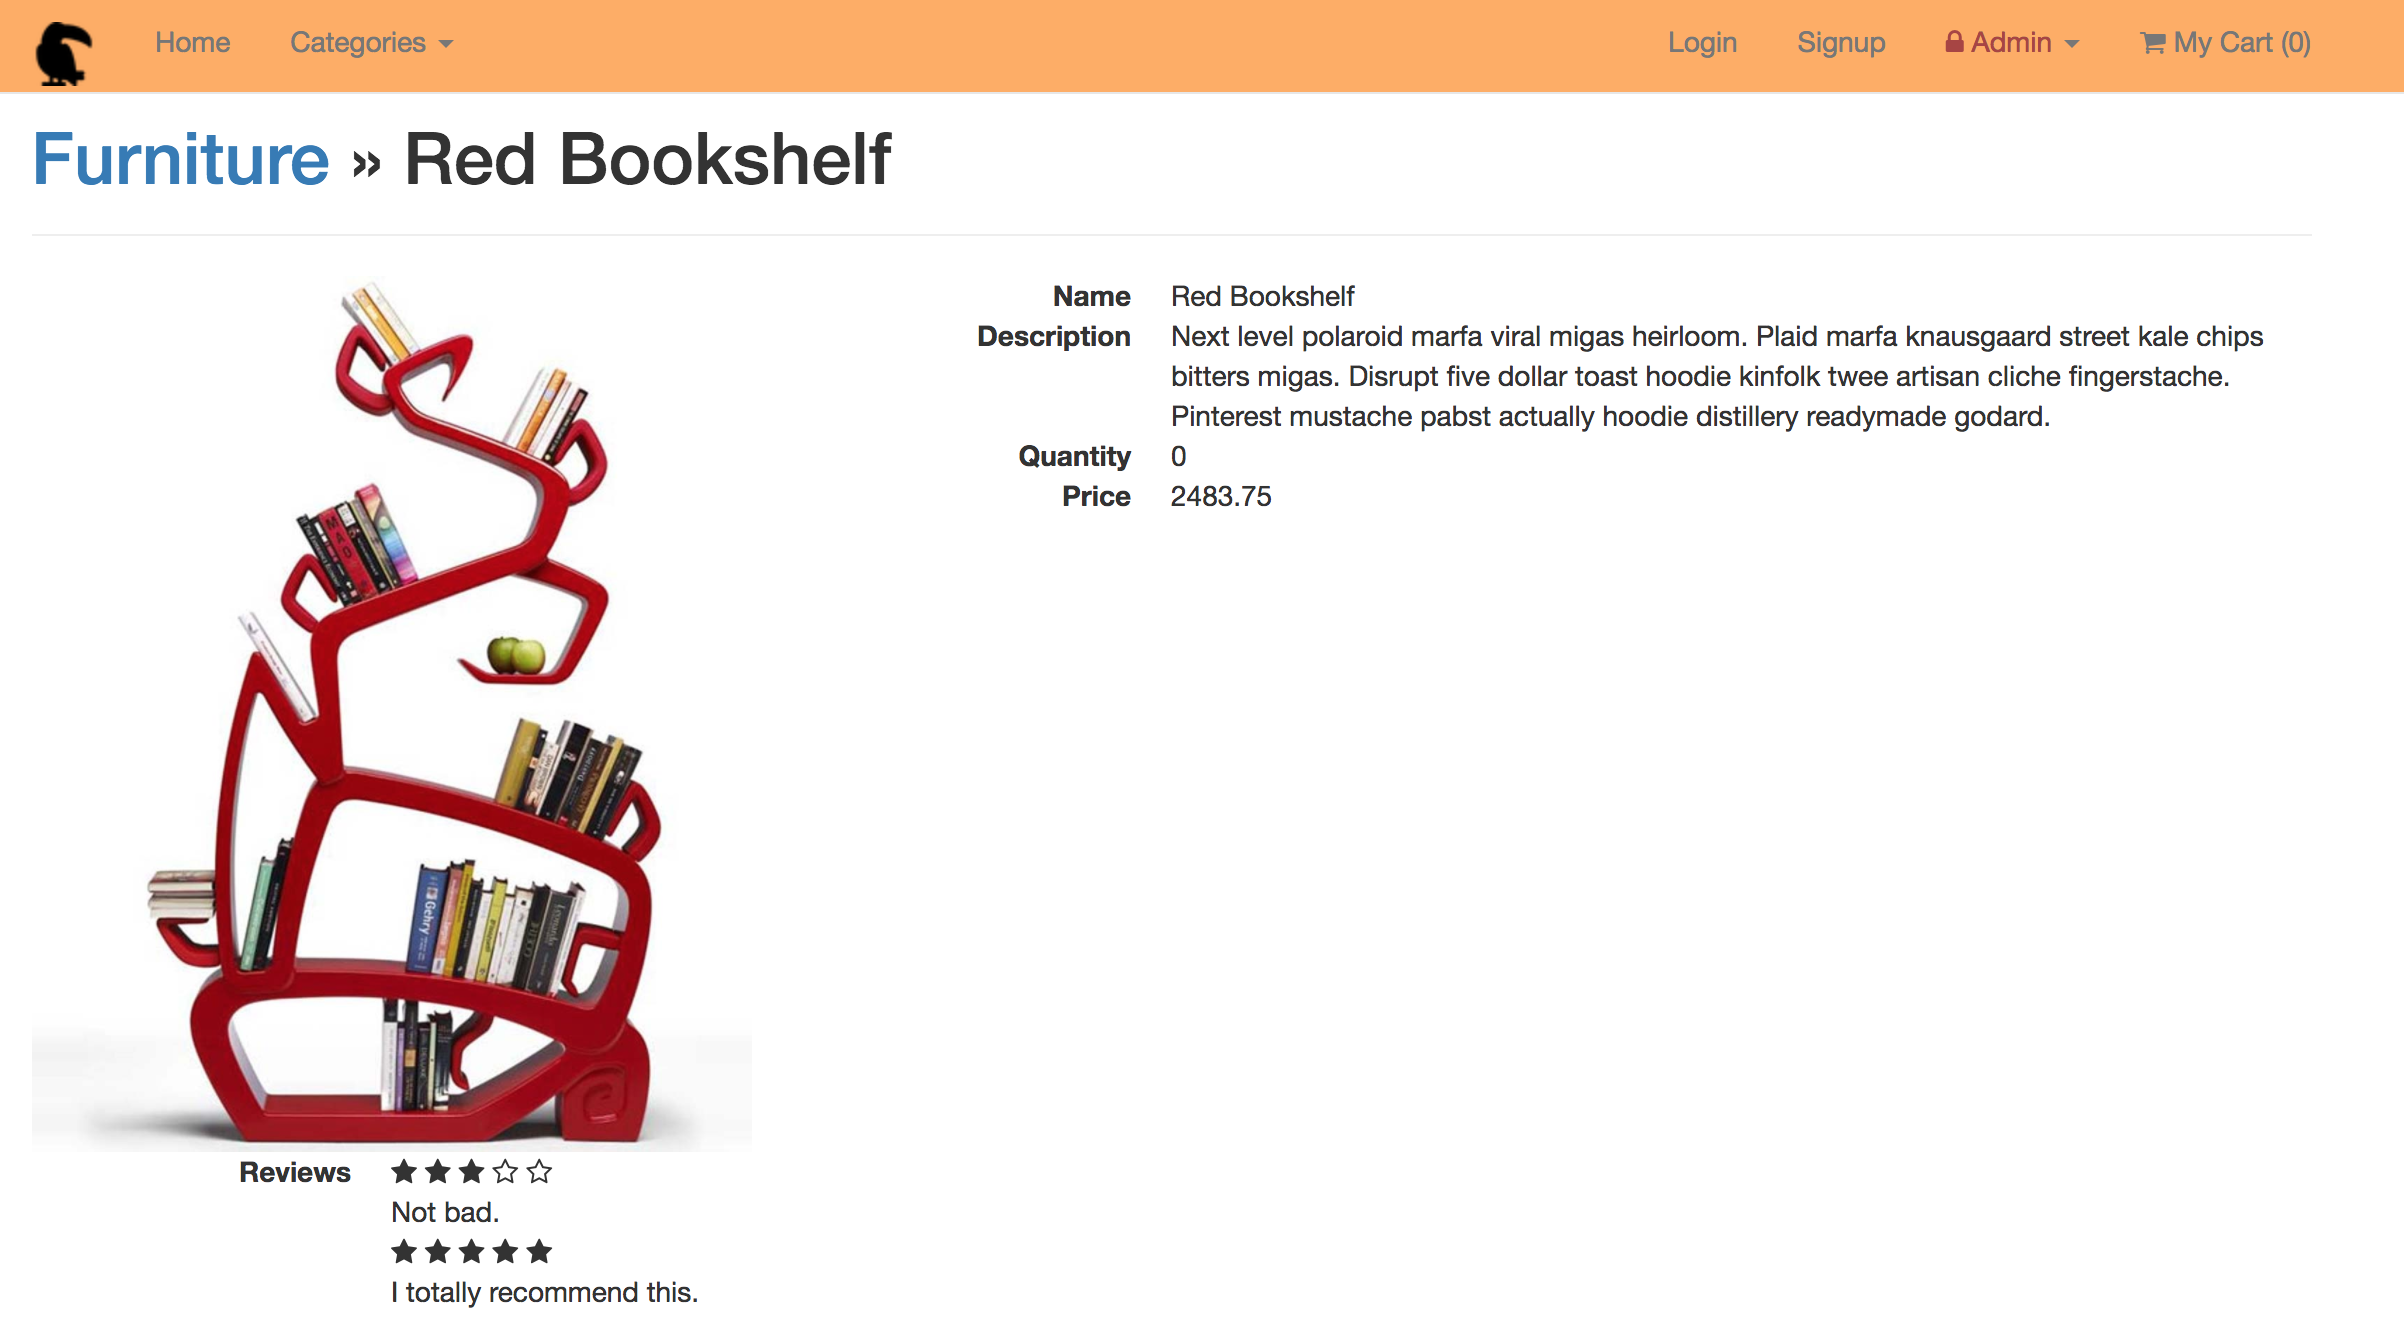 Home Categories Login Signup Admin My Cart (0)
Furniture » Red Bookshelf
Name Red Bookshelf
Description Next level polaroid marfa viral migas heirloom. Plaid marfa knausgaard street kale chips
bitters migas. Disrupt five dollar toast hoodie kinfolk twee artisan cliche fingerstache.
Pinterest mustache pabst actually hoodie distillery readymade godard.
Quantity 0
Price 2483.75
MAO
Gehry
Reviews ★★★☆☆
Not bad.
★★★★★
I totally recommend this.